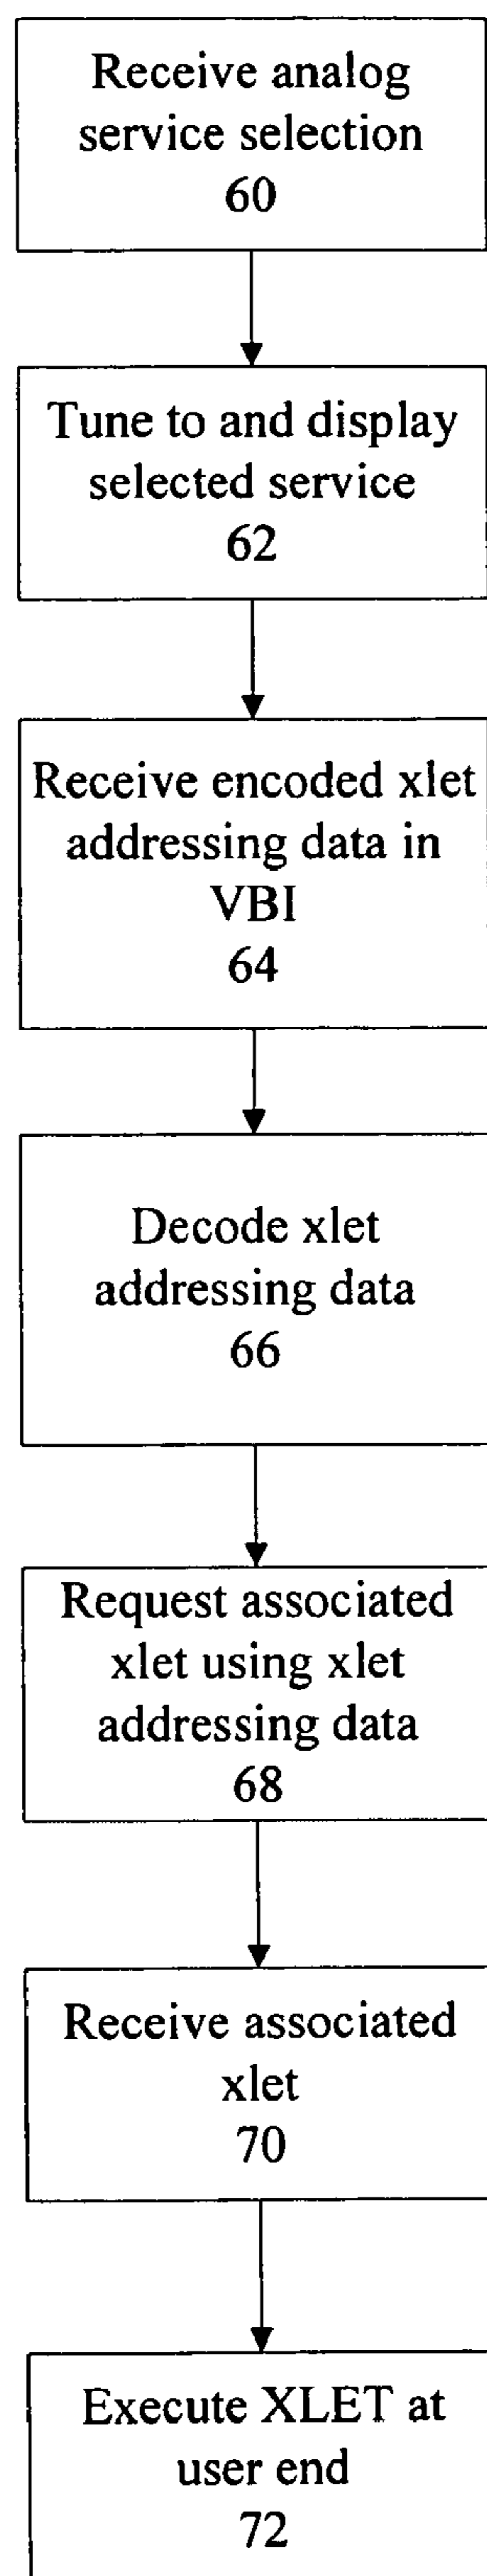 Receive analog
service selection
60
Tune to and display
selected service
62
Receive encoded xlet
addressing data in
VBI
64
Decode xlet
addressing data
66
Request associated
xlet using xlet
addressing data
68
Receive associated
xlet
70
Execute XLET at
user end
72